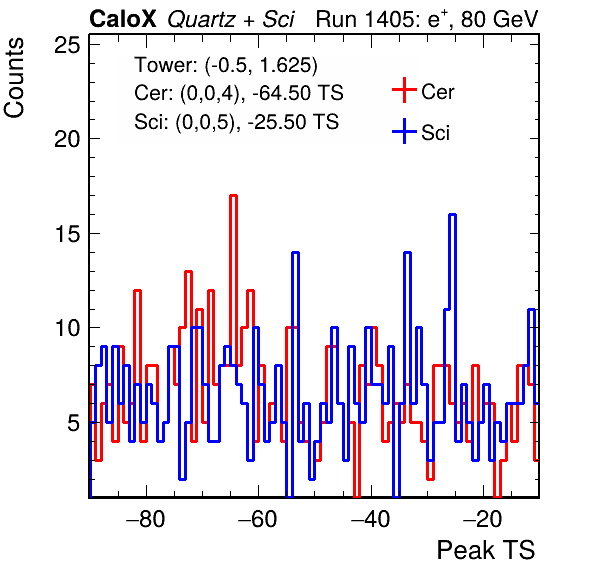 CaloX Quartz + Sci Run 1405: e⁺, 80 GeV
Counts
25
20
15
10
5
Tower: (-0.5, 1.625)
Cer: (0,0,4), -64.50 TS
Sci: (0,0,5), -25.50 TS
Cer
Sci
−80 −60 −40 −20
Peak TS